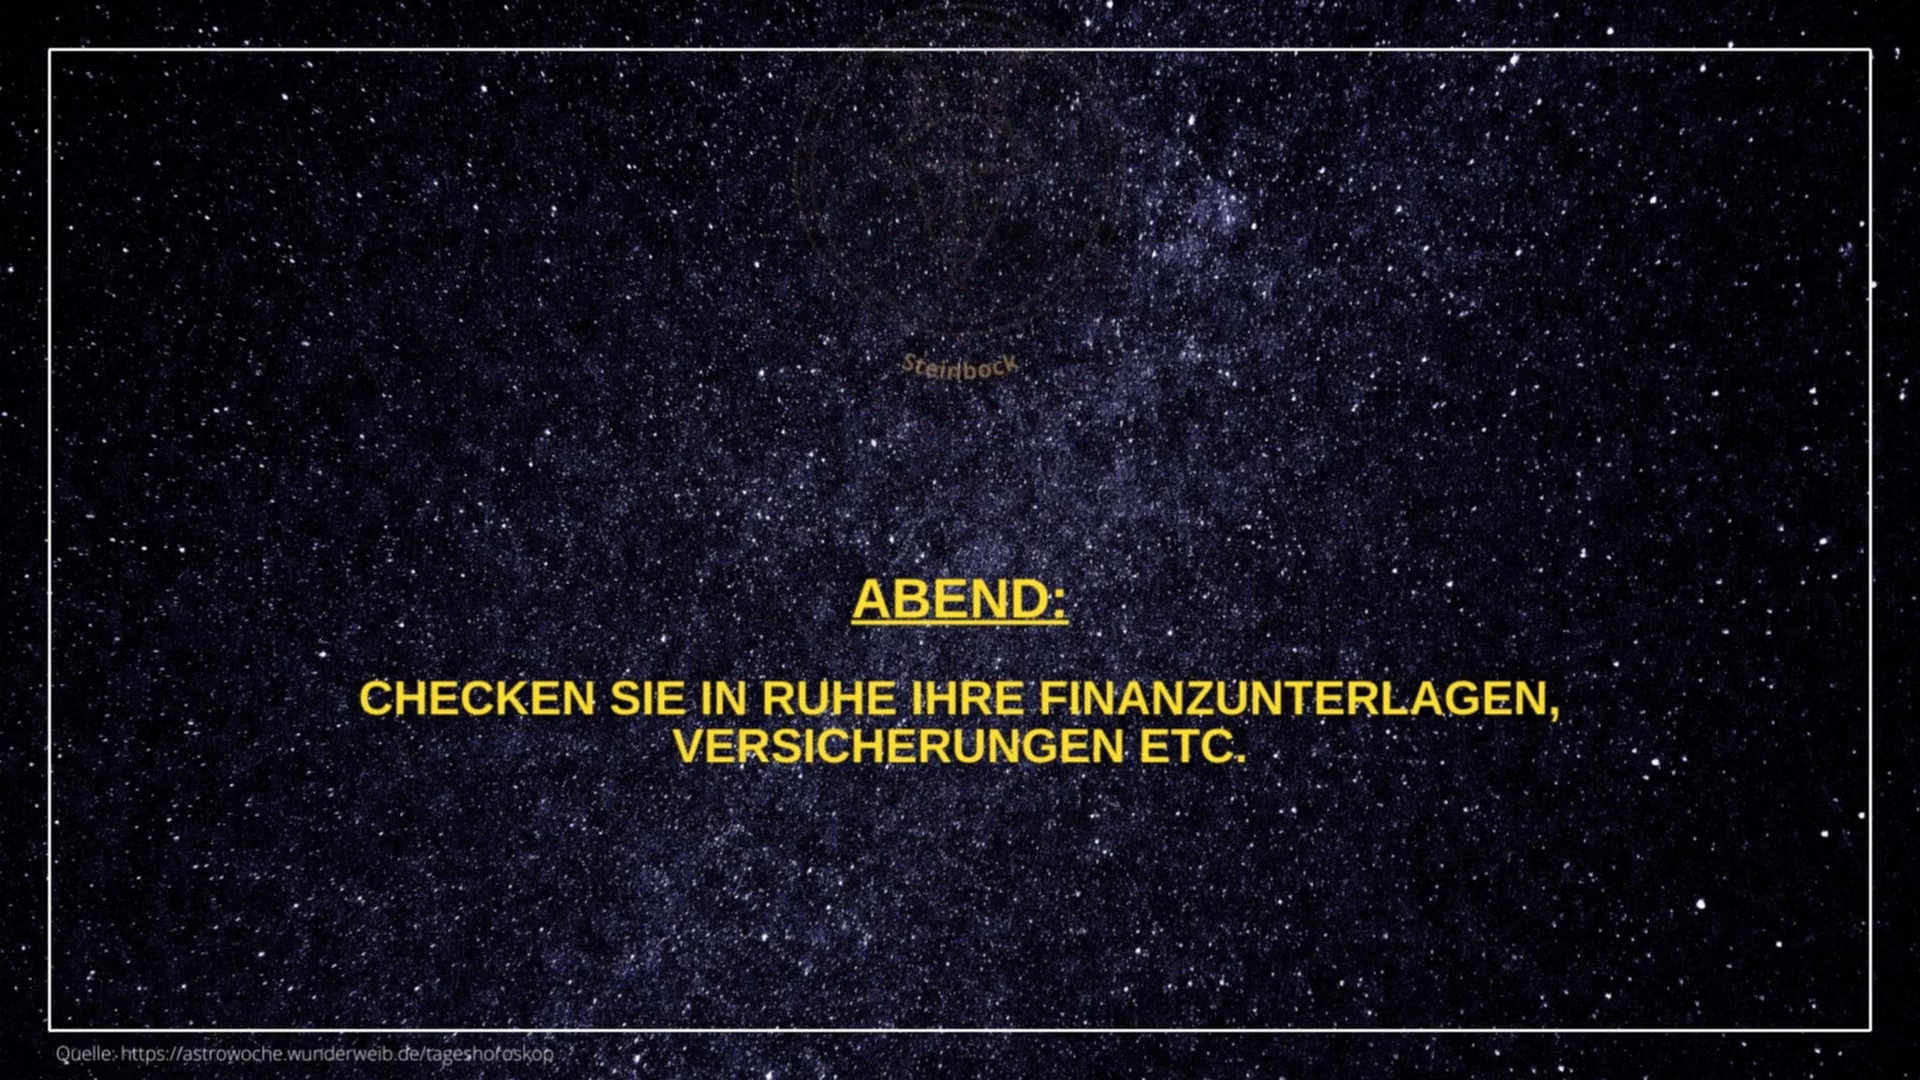 Steinbock
ABEND:
CHECKEN SIE IN RUHE IHRE FINANZUNTERLAGEN,
VERSICHERUNGEN ETC.
Quelle: https://astrowoche.wunderweib.de/tageshoroskop